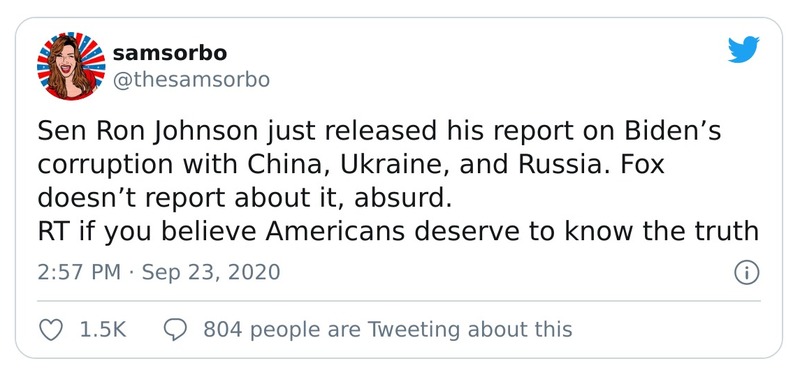 samsorbo
@thesamsorbo
Sen Ron Johnson just released his report on Biden’s
corruption with China, Ukraine, and Russia. Fox
doesn’t report about it, absurd.
RT if you believe Americans deserve to know the truth
2:57 PM · Sep 23, 2020
1.5K 804 people are Tweeting about this